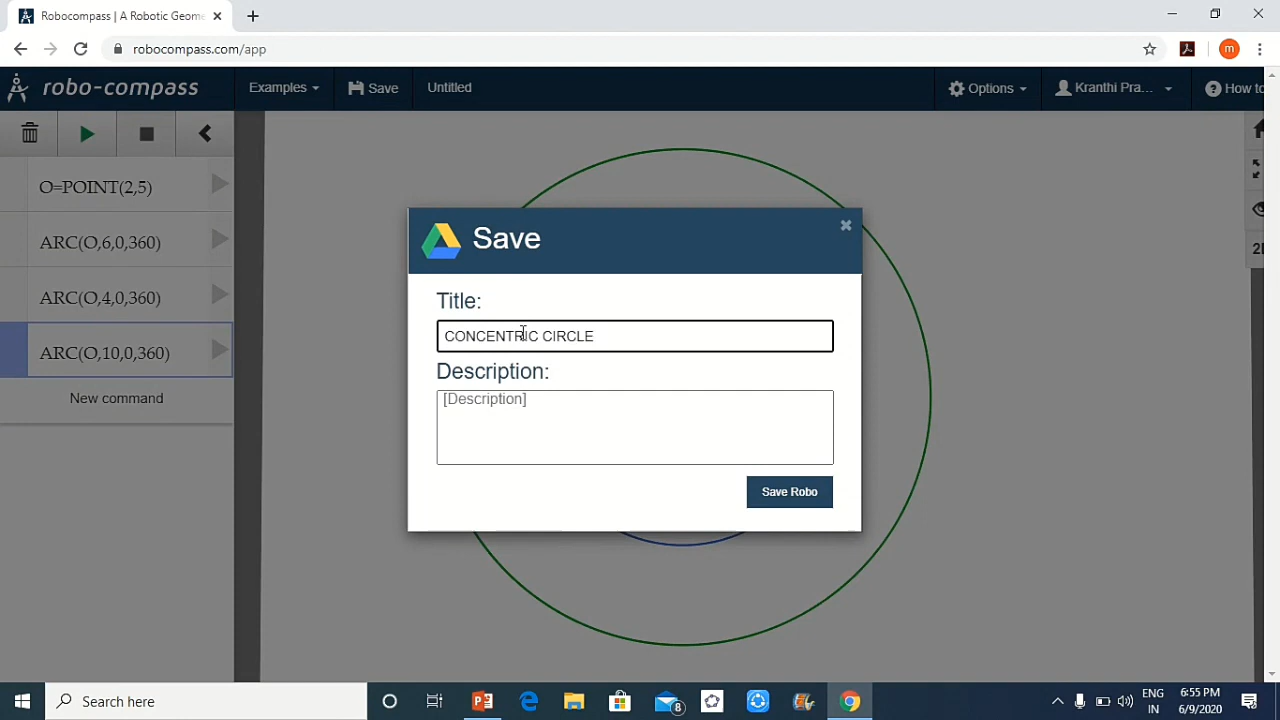 Robocompass | A Robotic Geome
robocompass.com/app
m
robo-compass
Examples
Save
Untitled
Options
Kranthi Pra...
How to
O=POINT(2,5)
ARC(O,6,0,360)
ARC(O,4,0,360)
ARC(O,10,0,360)
New command
Save
Title:
CONCENTRIC CIRCLE
Description:
[Description]
Save Robo
Search here
8
ENG
IN
6:55 PM
6/9/2020